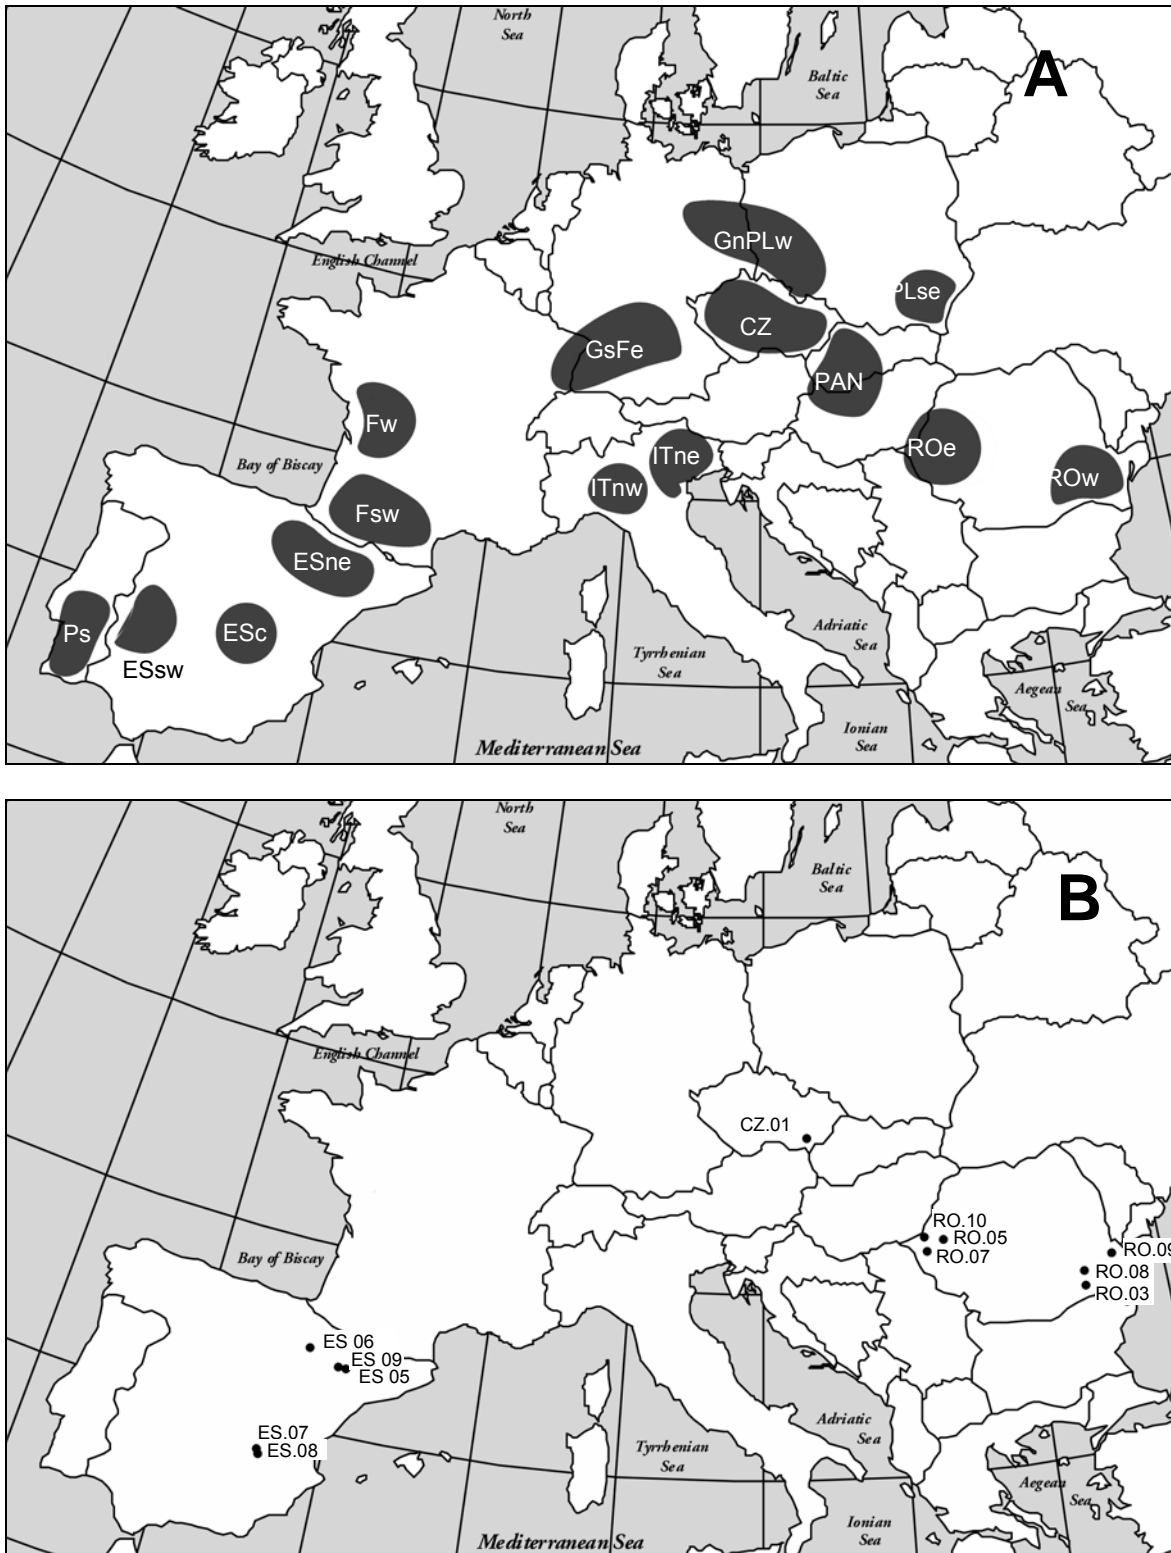 North
Sea
Baltic
Sea
A
English Channel
GnPLw
PLse
CZ
GsFe
PAN
Fw
ROe
ITne
Bay of Biscay
ITnw
ROw
Fsw
ESne
Ps
ESc
ESsw
Adriatic
Sea
Tyrrhenian
Sea
Aegean
Sea
Ionian
Sea
Mediterranean Sea
North
Sea
Baltic
Sea
B
English Channel
CZ.01
RO.10
RO.05
RO.07
RO.09
RO.08
RO.03
Bay of Biscay
ES 06
ES 09
ES 05
ES.07
ES.08
Adriatic
Sea
Tyrrhenian
Sea
Aegean
Sea
Ionian
Sea
Mediterranean Sea